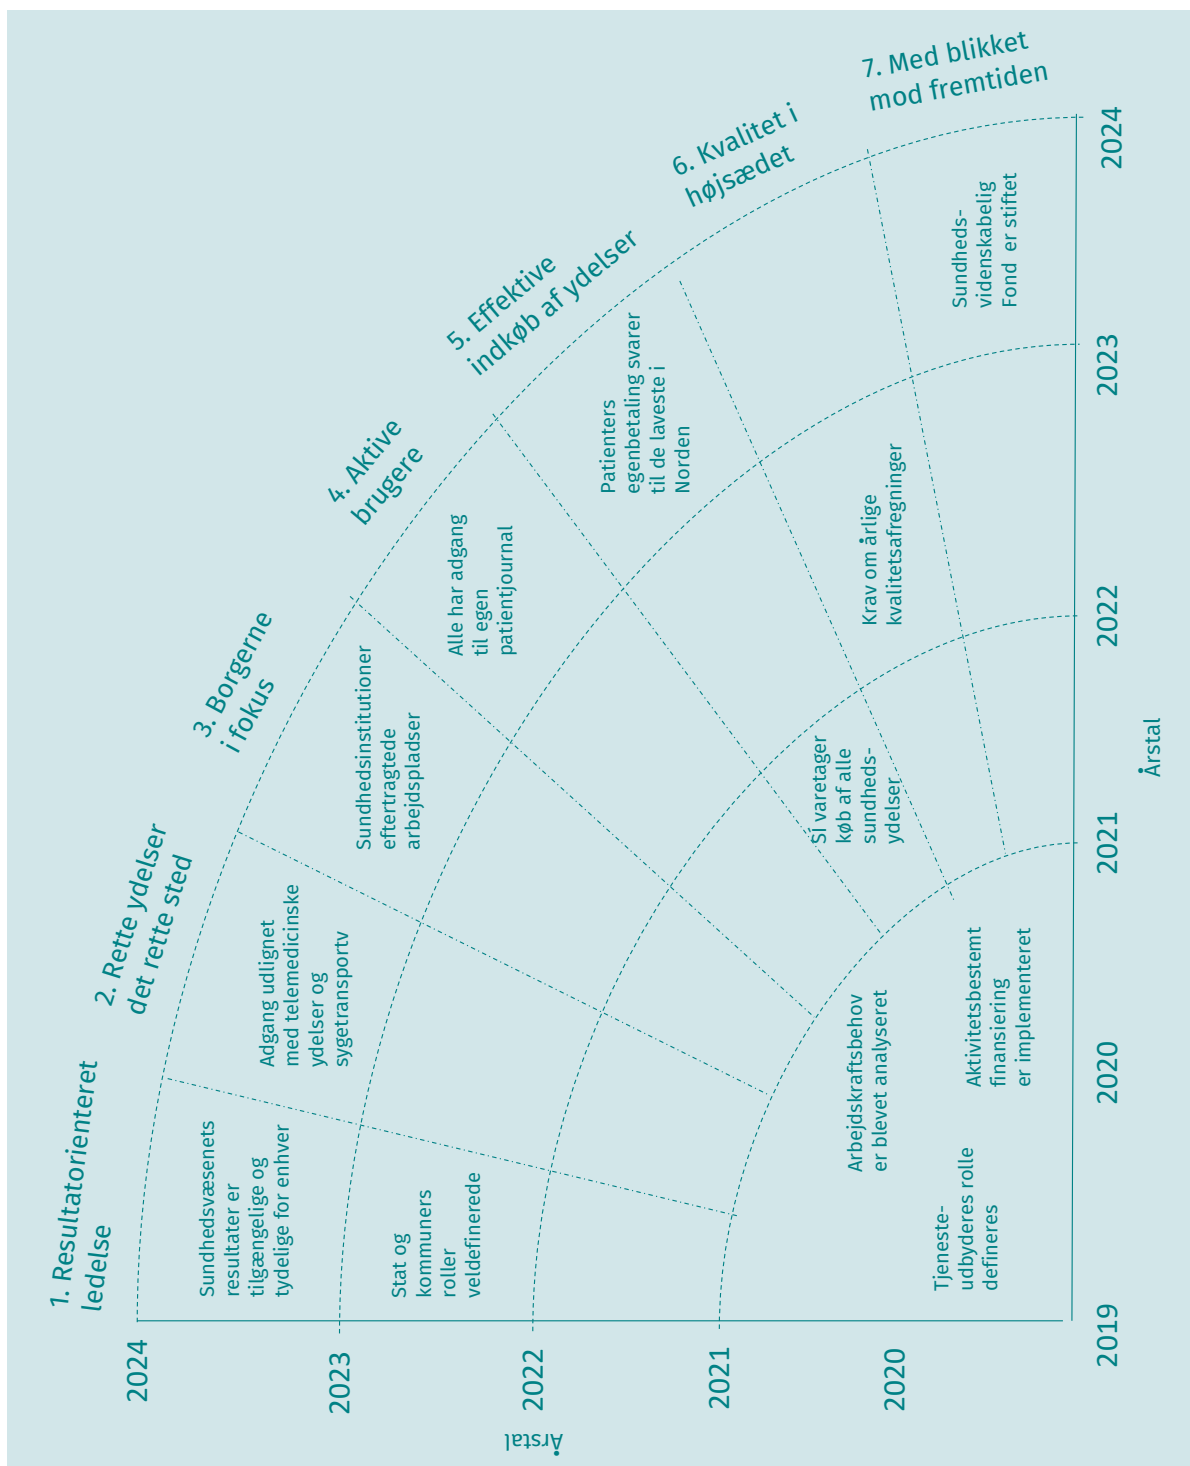 1. Resultatorienteret
ledelse
2. Rette ydelser
det rette sted
3. Borgerne
i fokus
4. Aktive
brugere
5. Effektive
indkøb af ydelser
6. Kvalitet i
højsædet
7. Med blikket
mod fremtiden
Sundhedsvæsenets
resultater er
tilgængelige og
tydelige for enhver
Adgang udlignet
med telemedicinske
ydelser og
sygetransportv
Sundhedsinstitutioner
eftertragtede
arbejdspladser
Alle har adgang
til egen
patientjournal
Patienters
egenbetaling svarer
til de laveste i
Norden
Sundheds-
videnskabelig
Fond er stiftet
Stat og
kommuners
roller
veldefinerede
Krav om årlige
kvalitetsafregninger
SI varetager
køb af alle
sundheds-
ydelser
Arbejdskraftsbehov
er blevet analyseret
Aktivitetsbestemt
finansiering
er implementeret
Tjeneste-
udbyderes rolle
defineres
2024
2023
2022
2021
2020
Årstal
2019
2020
2021
2022
2023
2024
Årstal